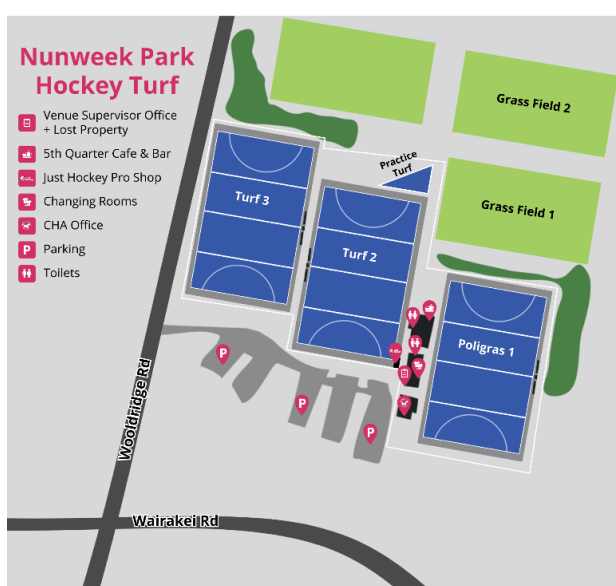 Nunweek Park
Hockey Turf
Venue Supervisor Office
+ Lost Property
5th Quarter Cafe & Bar
Just Hockey Pro Shop
Changing Rooms
CHA Office
P Parking
Toilets
Grass Field 2
Practice
Turf
Turf 3
Grass Field 1
Turf 2
Poligras 1
P
P
P
Wooldridge Rd
Wairakei Rd